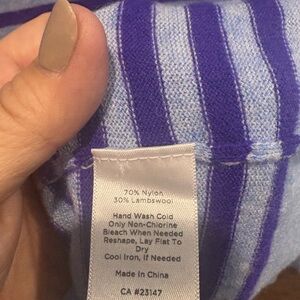 70% Nylon
30% Lambswool
Hand Wash Cold
Only Non-Chlorine
Bleach When Needed
Reshape, Lay Flat To
Dry
Cool Iron, If Needed
Made In China
CA #23147